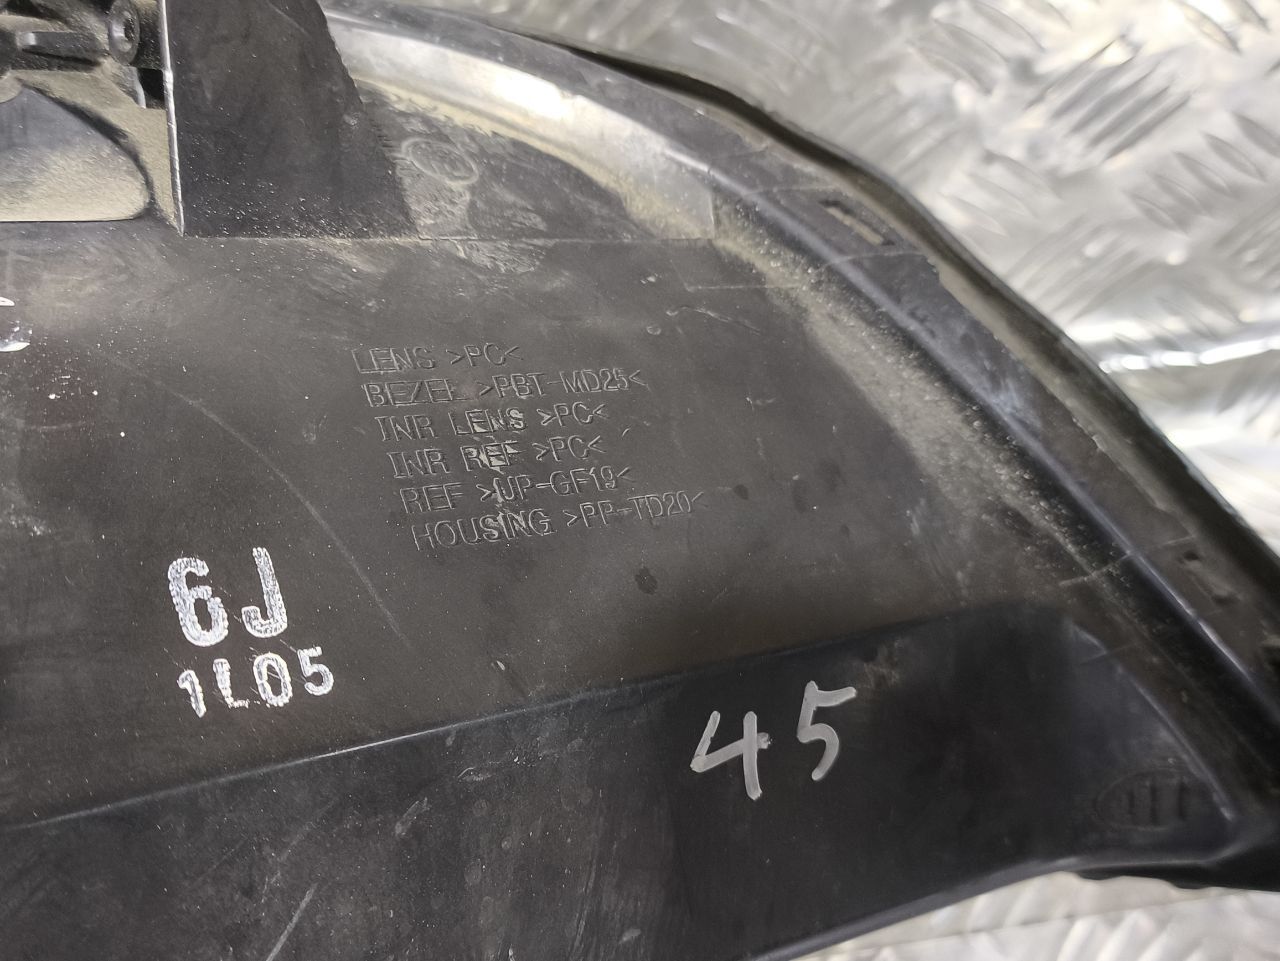 LENS >PC<
BEZEL >PBT-MD25<
INR LENS >PC<
INR REF >PC<
REF >UP-GF19<
HOUSING >PP-TD20<
6J
1L05
45